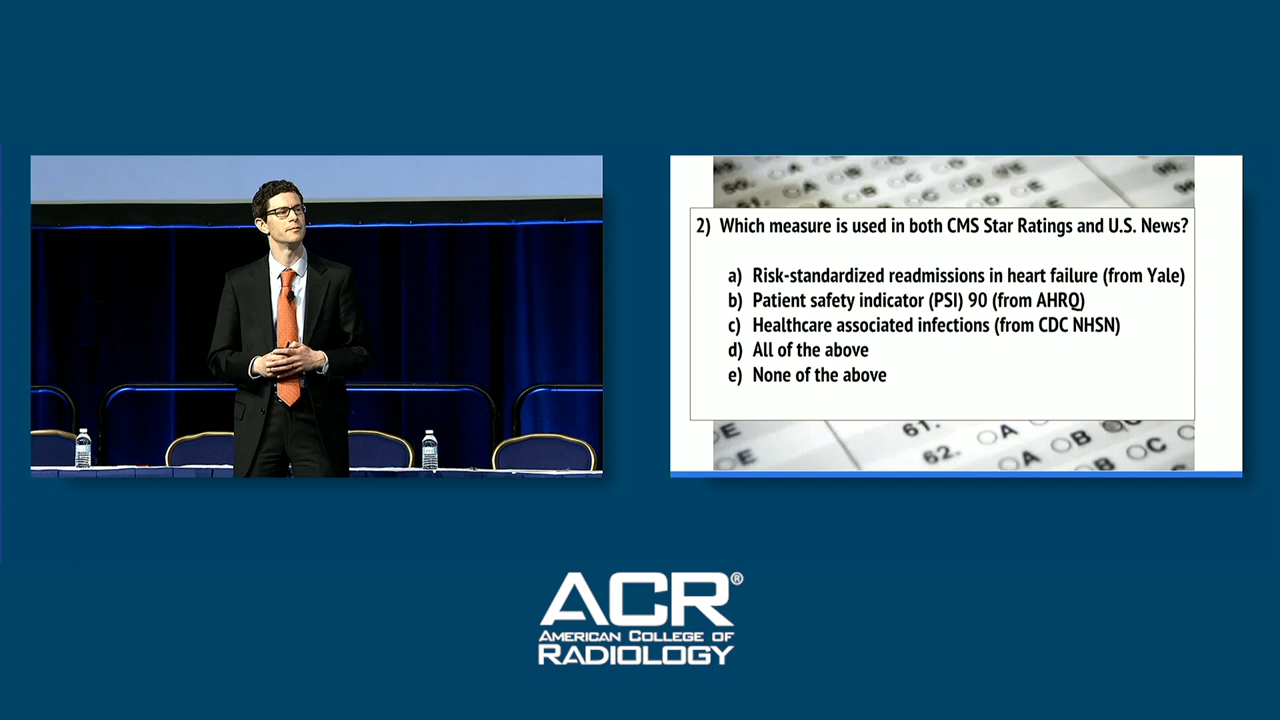 2) Which measure is used in both CMS Star Ratings and U.S. News?
a) Risk-standardized readmissions in heart failure (from Yale)
b) Patient safety indicator (PSI) 90 (from AHRQ)
c) Healthcare associated infections (from CDC NHSN)
d) All of the above
e) None of the above
E
61. A B C
62. A B C
E
ACR®
AMERICAN COLLEGE OF
RADIOLOGY